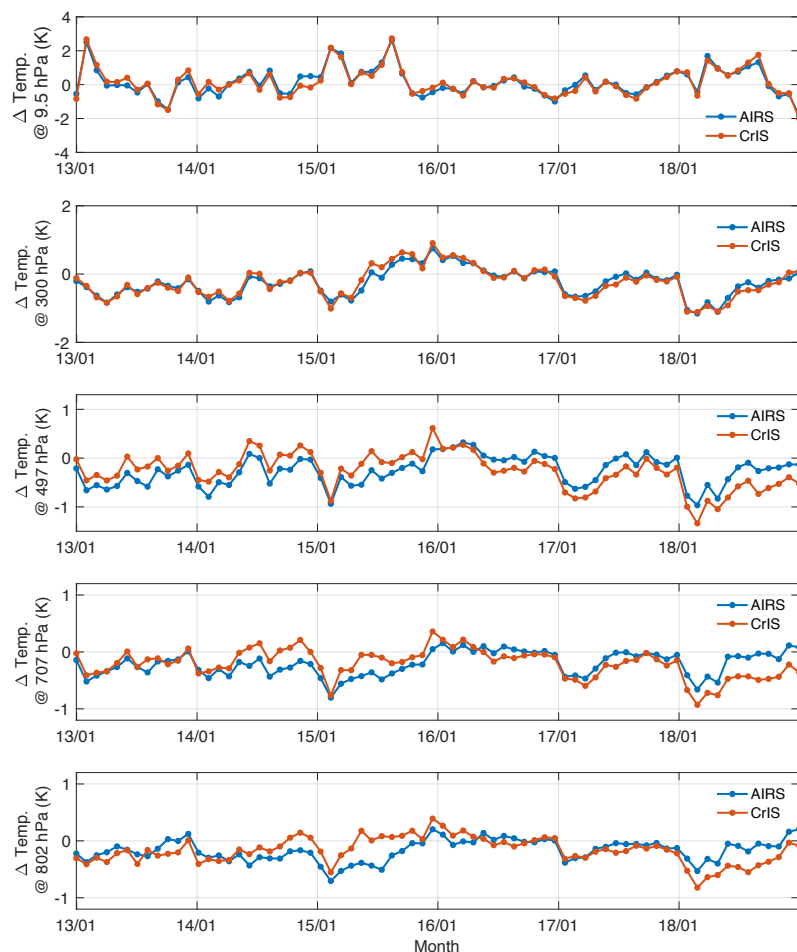 Δ Temp.
@ 9.5 hPa (K)
4
2
0
-2
-4
AIRS
CrIS
13/01 14/01 15/01 16/01 17/01 18/01
Δ Temp.
@ 300 hPa (K)
2
0
-2
AIRS
CrIS
13/01 14/01 15/01 16/01 17/01 18/01
Δ Temp.
@ 497 hPa (K)
1
0
-1
AIRS
CrIS
13/01 14/01 15/01 16/01 17/01 18/01
Δ Temp.
@ 707 hPa (K)
1
0
-1
AIRS
CrIS
13/01 14/01 15/01 16/01 17/01 18/01
Δ Temp.
@ 802 hPa (K)
1
0
-1
AIRS
CrIS
13/01 14/01 15/01 16/01 17/01 18/01
Month